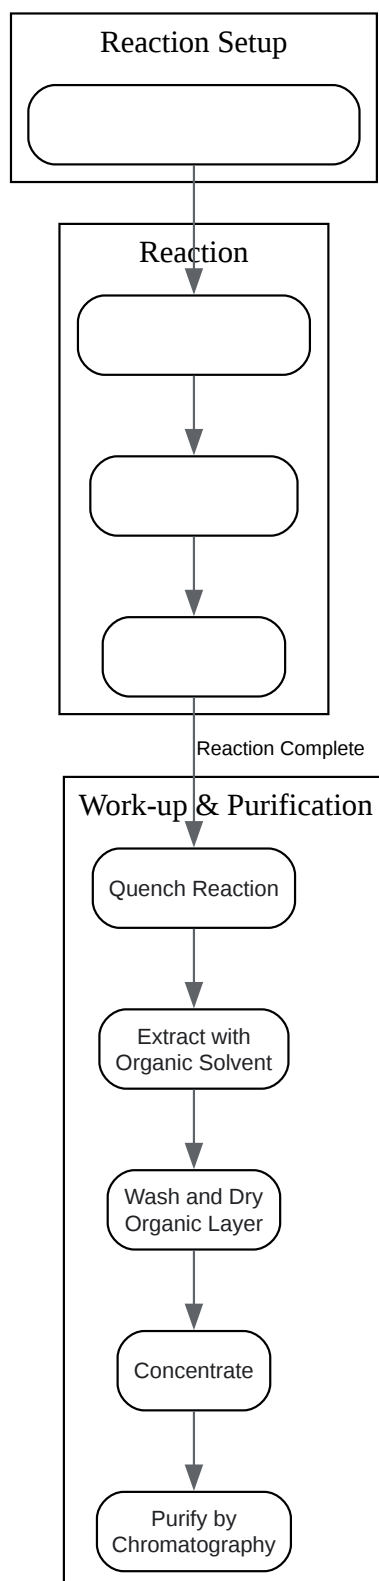 Reaction Setup
Reaction
Reaction Complete
Work-up & Purification
Quench Reaction
Extract with
Organic Solvent
Wash and Dry
Organic Layer
Concentrate
Purify by
Chromatography